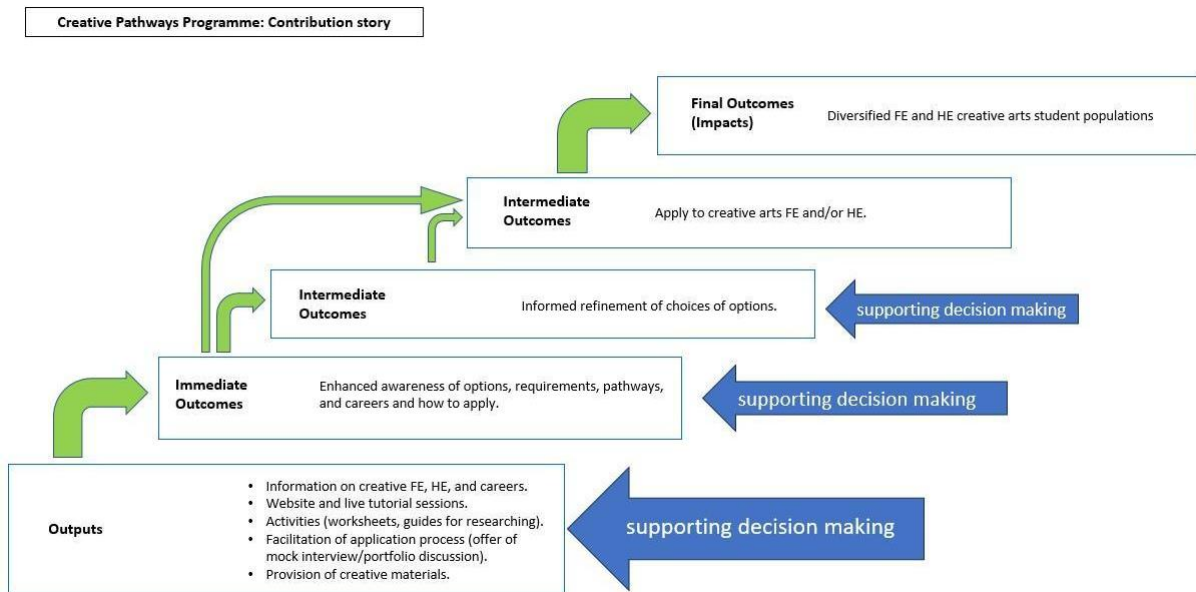 Creative Pathways Programme: Contribution story
Final Outcomes
(Impacts)
Diversified FE and HE creative arts student populations
Intermediate
Outcomes
Apply to creative arts FE and/or HE.
Intermediate
Outcomes
Informed refinement of choices of options.
supporting decision making
Immediate
Outcomes
Enhanced awareness of options, requirements, pathways,
and careers and how to apply.
supporting decision making
Outputs
• Information on creative FE, HE, and careers.
• Website and live tutorial sessions.
• Activities (worksheets, guides for researching).
• Facilitation of application process (offer of
mock interview/portfolio discussion).
• Provision of creative materials.
supporting decision making